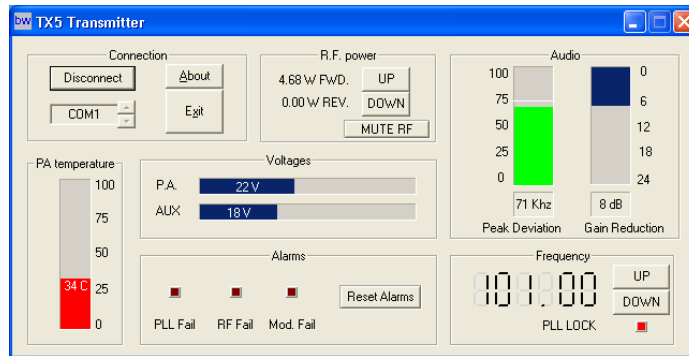 bw TX5 Transmitter
Connection
Disconnect
About
COM1
Exit
R.F. power
4.68 W FWD.
UP
0.00 W REV.
DOWN
MUTE RF
Audio
100
75
50
25
0
71 Khz
Peak Deviation
0
6
12
18
24
8 dB
Gain Reduction
PA temperature
100
75
50
34 C
25
0
Voltages
P.A.
22 V
AUX
18 V
Alarms
PLL Fail
RF Fail
Mod. Fail
Reset Alarms
Frequency
101.00
UP
DOWN
PLL LOCK